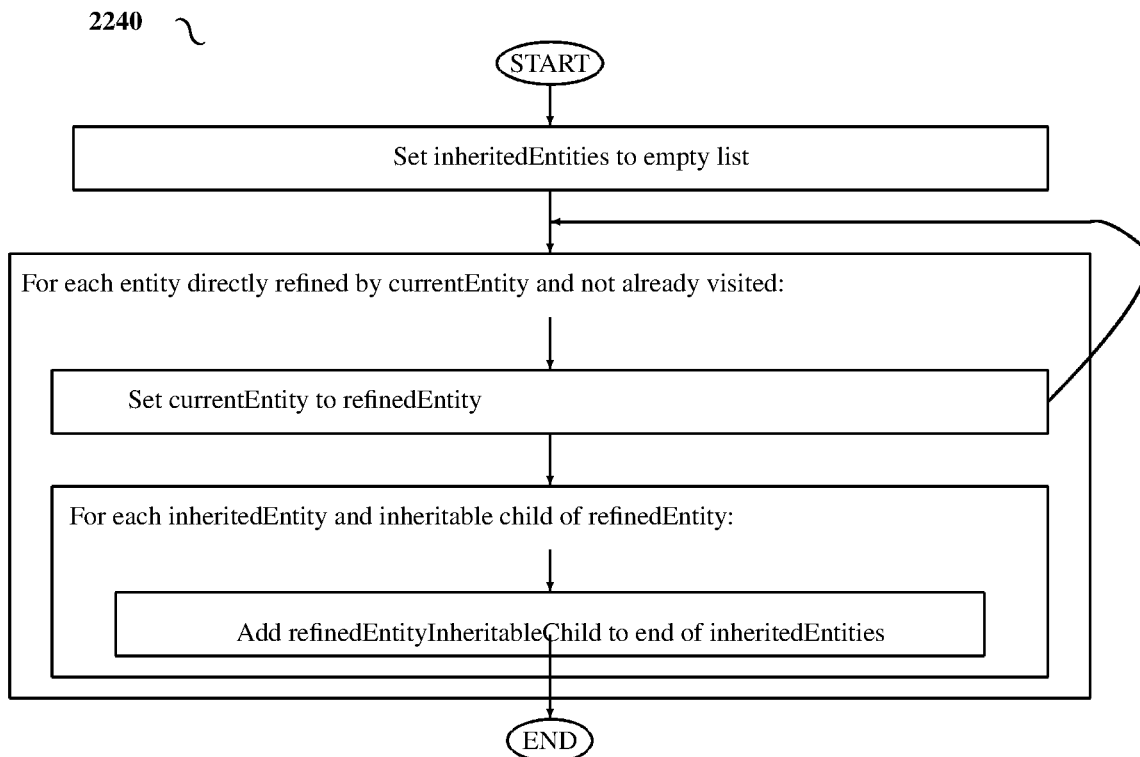 2240
START
Set inheritedEntities to empty list
For each entity directly refined by currentEntity and not already visited:
Set currentEntity to refinedEntity
For each inheritedEntity and inheritable child of refinedEntity:
Add refinedEntityInheritableChild to end of inheritedEntities
END